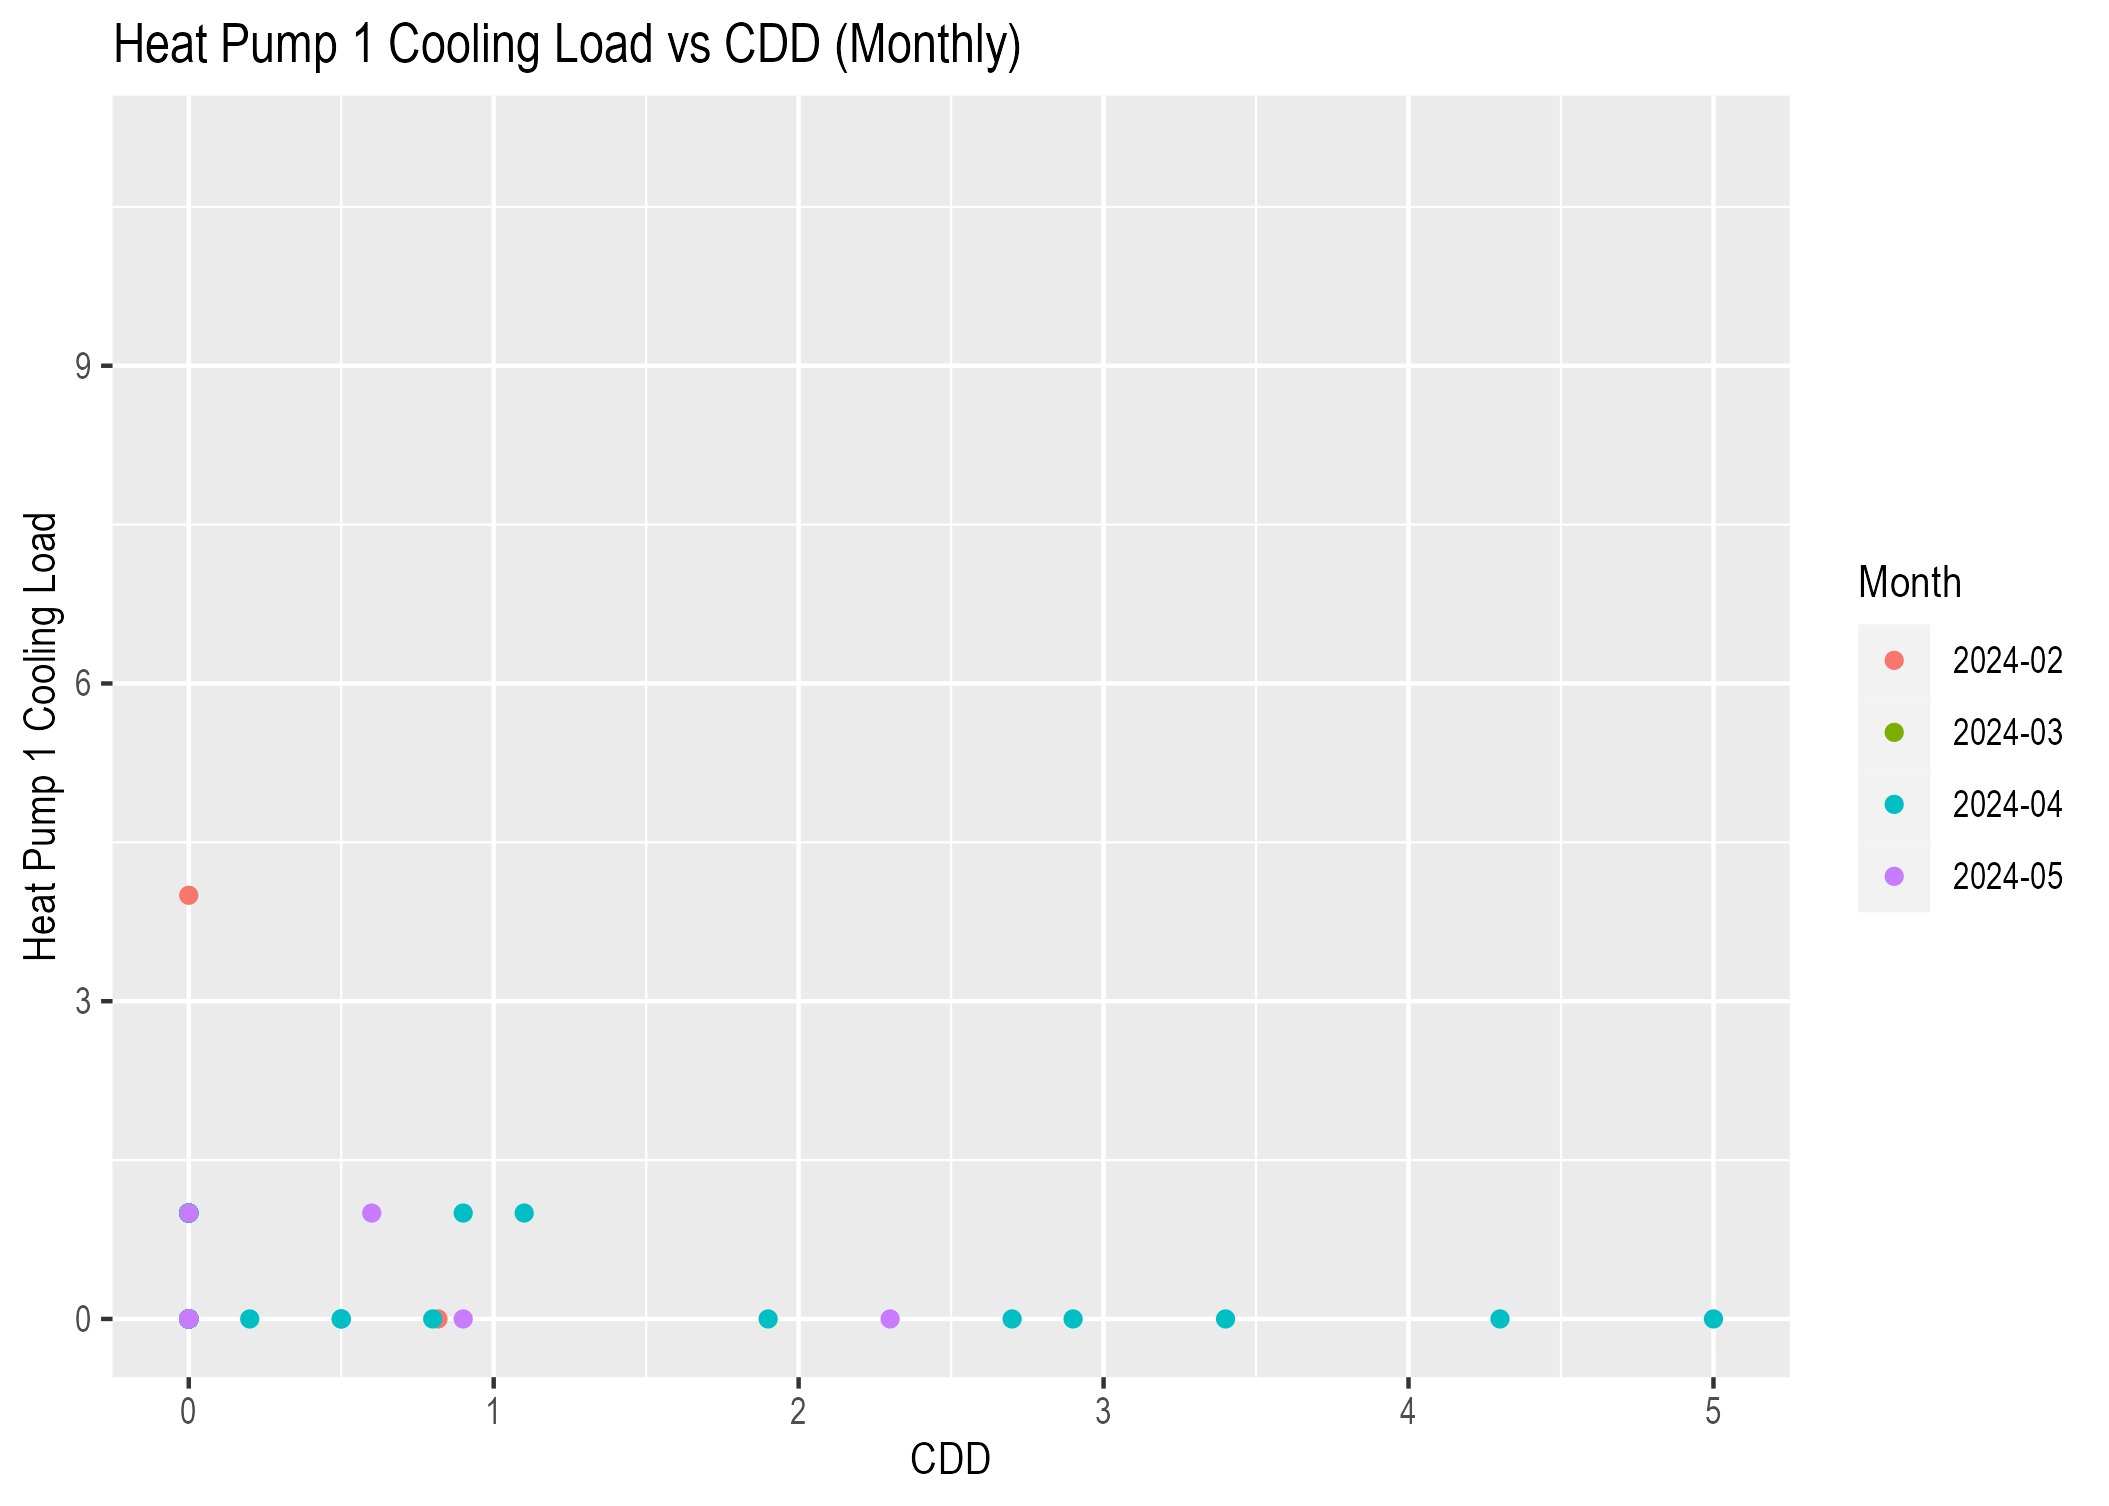 Heat Pump 1 Cooling Load vs CDD (Monthly)
Heat Pump 1 Cooling Load
9
6
3
0
0 1 2 3 4 5
CDD
Month
2024-02
2024-03
2024-04
2024-05